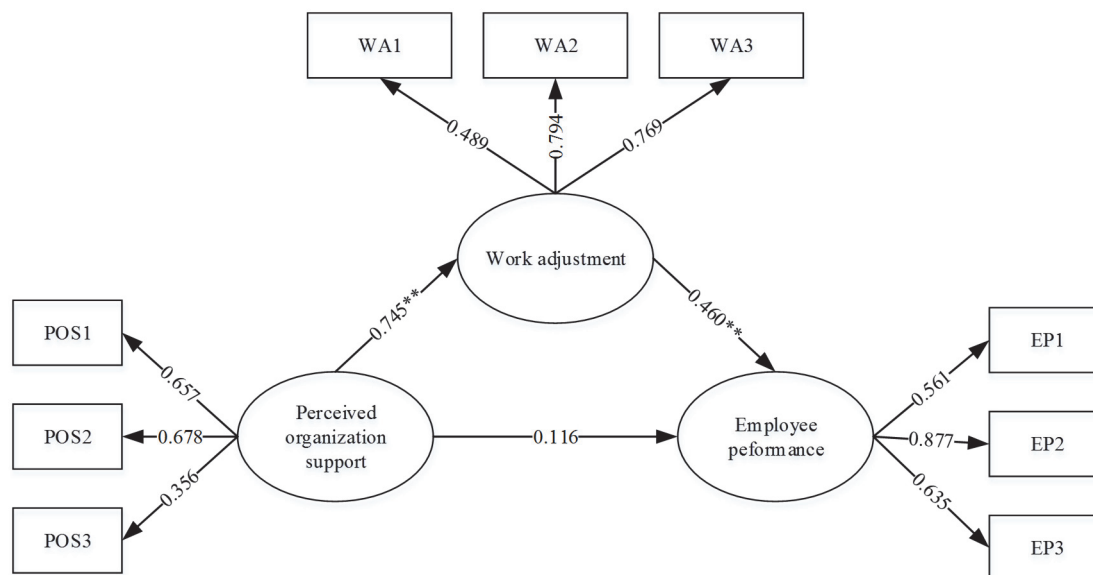 WA1
WA2
WA3
0.489
0.794
0.769
Work adjustment
0.745**
0.460**
POS1
POS2
POS3
0.657
0.678
0.356
Perceived
organization
support
0.116
Employee
peformance
0.561
0.877
0.635
EP1
EP2
EP3